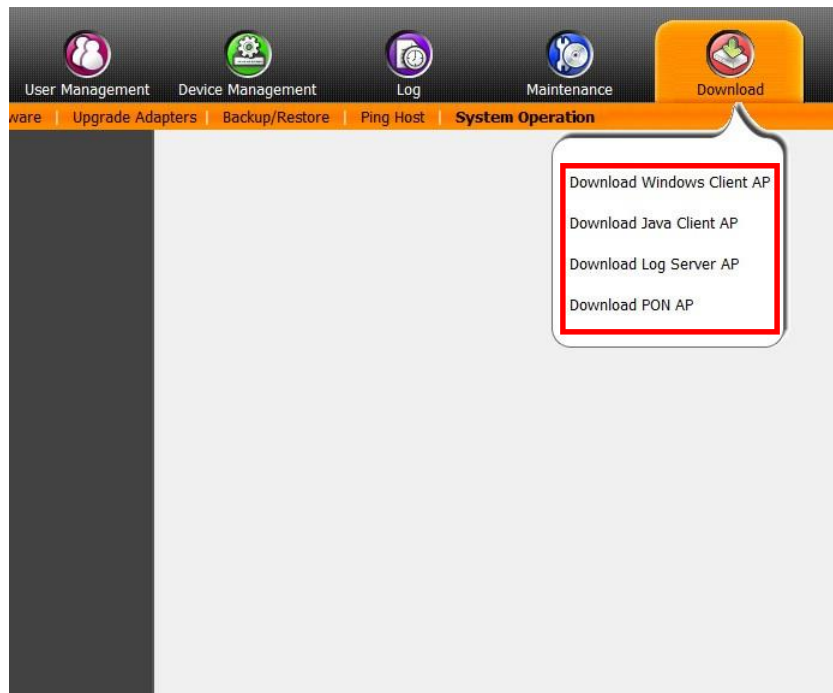 User Management Device Management Log Maintenance Download
ware | Upgrade Adapters | Backup/Restore | Ping Host | System Operation
Download Windows Client AP
Download Java Client AP
Download Log Server AP
Download PON AP